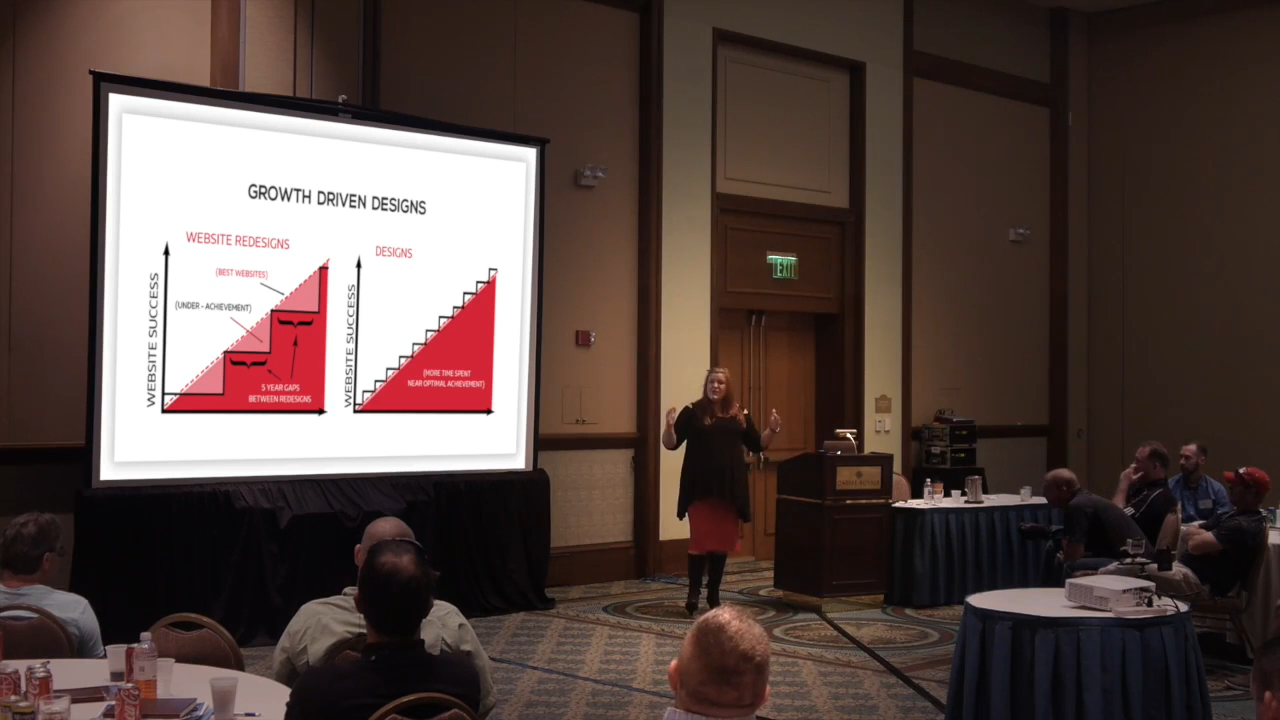 GROWTH DRIVEN DESIGNS
WEBSITE REDESIGNS
(BEST WEBSITES)
(UNDER - ACHIEVEMENT)
WEBSITE SUCCESS
5 YEAR GAPS
BETWEEN REDESIGNS
DESIGNS
WEBSITE SUCCESS
(MORE TIME SPENT
NEAR OPTIMAL ACHIEVEMENT)
EXIT